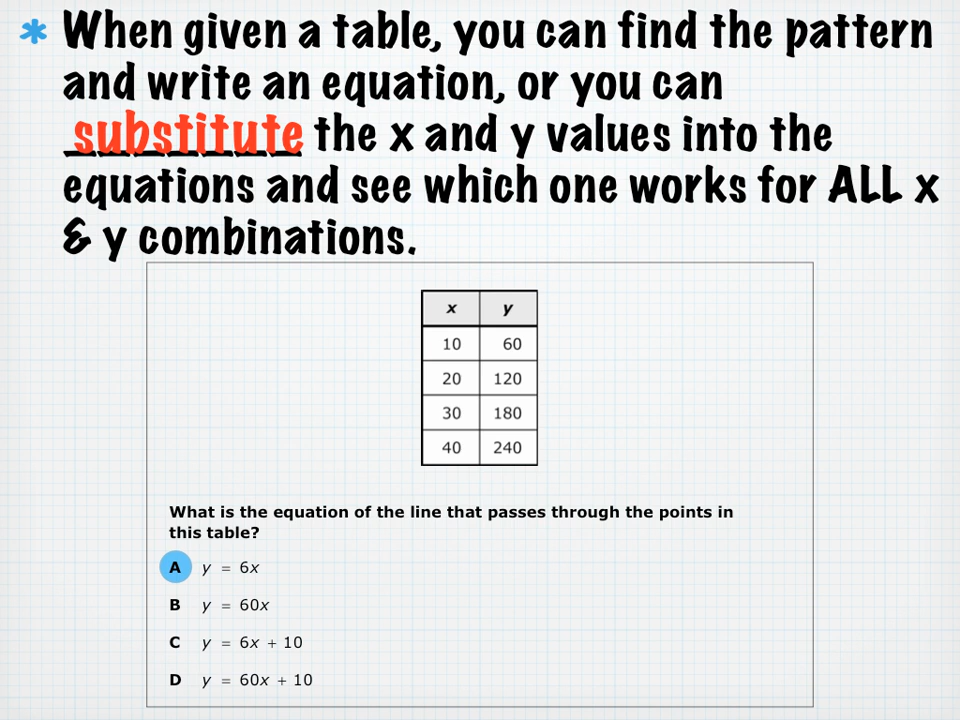 * When given a table, you can find the pattern
and write an equation, or you can
substitute the x and y values into the
equations and see which one works for ALL x
& y combinations.
x y
10 60
20 120
30 180
40 240
What is the equation of the line that passes through the points in
this table?
A y = 6x
B y = 60x
C y = 6x + 10
D y = 60x + 10